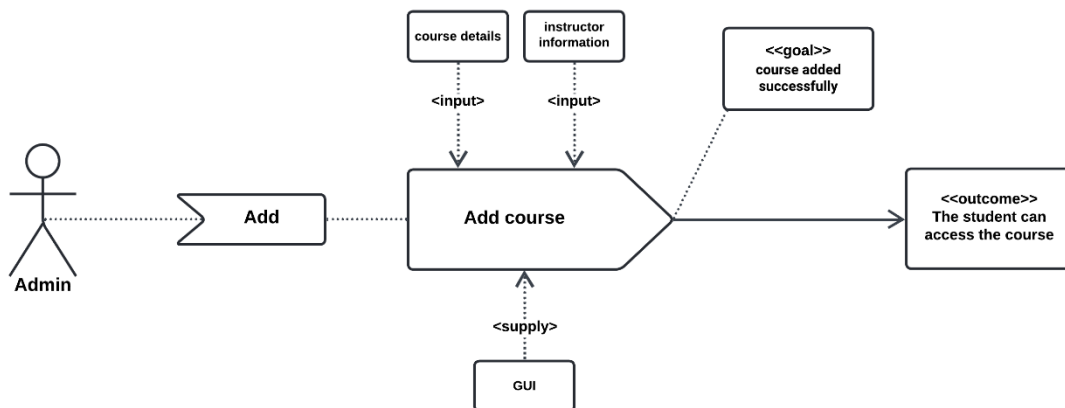 course details
instructor
information
<<goal>>
course added
successfully
<input>
<input>
Add
Add course
<<outcome>>
The student can
access the course
Admin
<supply>
GUI